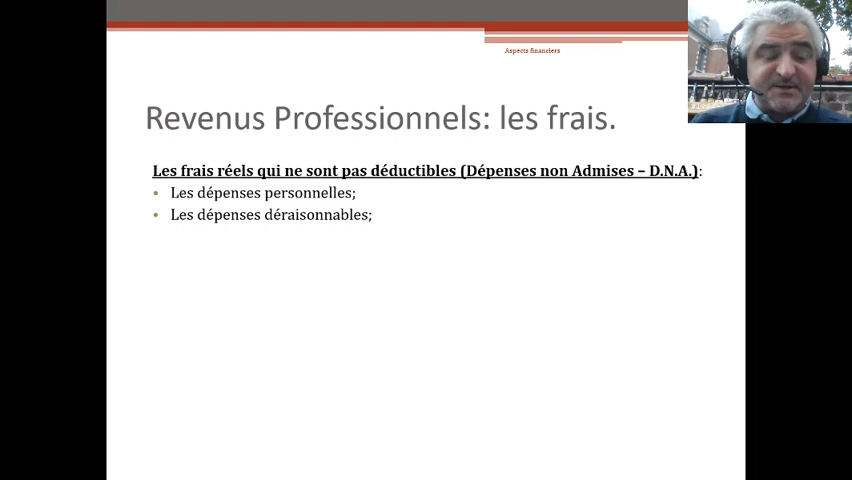 Aspects financiers
Revenus Professionnels: les frais.
Les frais réels qui ne sont pas déductibles (Dépenses non Admises – D.N.A.):
• Les dépenses personnelles;
• Les dépenses déraisonnables;